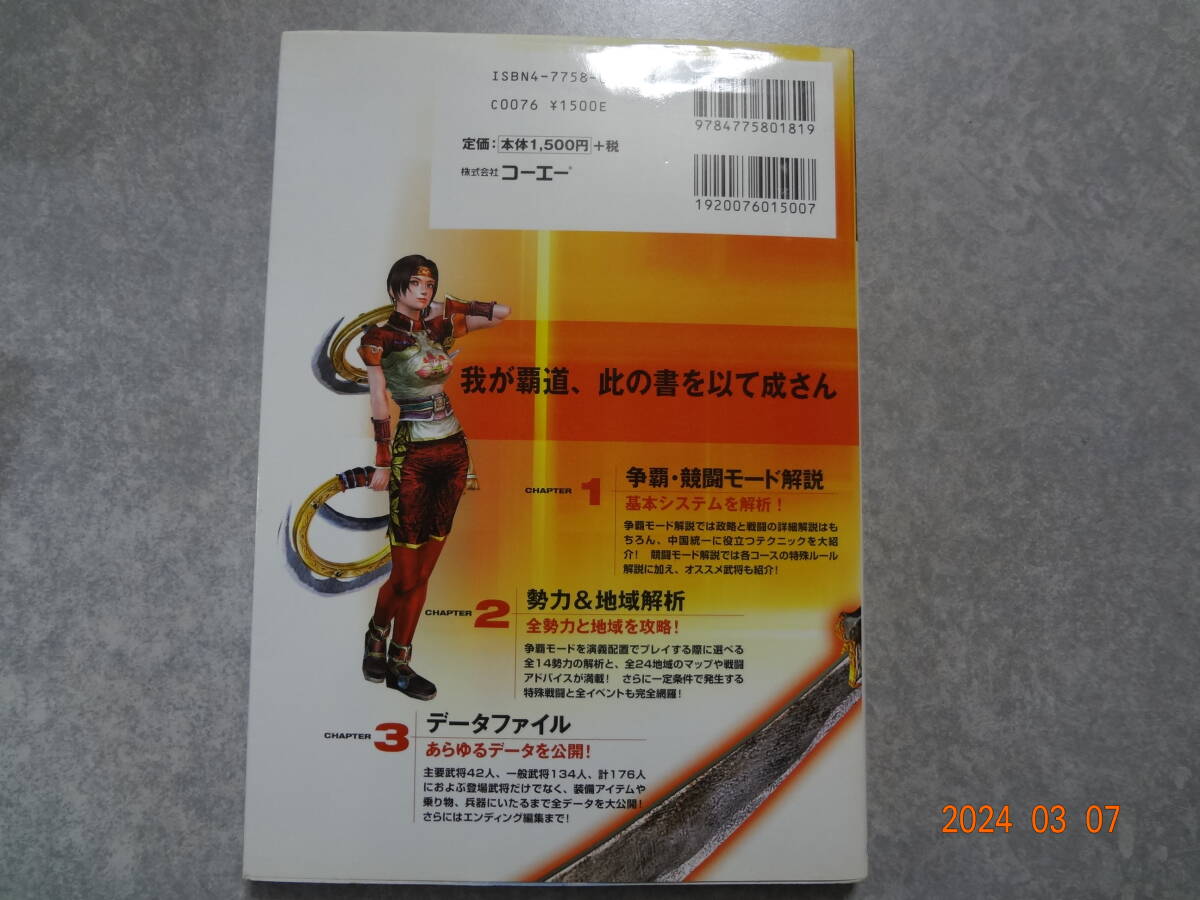 ISBN4-7758-
C0076 ¥1500E
9784775801819
定価：本体1,500円+税
株式会社 コーエー®
1920076015007
我が覇道、此の書を以て成さん
CHAPTER 1
争覇・競闘モード解説
基本システムを解析！
争覇モード解説では政略と戦闘の詳細解説はも
ちろん、中国統一に役立つテクニックを大紹
介！ 競闘モード解説では各コースの特殊ルール
解説に加え、オススメ武将も紹介！
CHAPTER 2
勢力＆地域解析
全勢力と地域を攻略！
争覇モードを演義配置でプレイする際に選べる
全14勢力の解析と、全24地域のマップや戦闘
アドバイスが満載！ さらに一定条件で発生する
特殊戦闘と全イベントも完全網羅！
CHAPTER 3
データファイル
あらゆるデータを公開！
主要武将42人、一般武将134人、計176人
におよぶ登場武将だけでなく、装備アイテムや
乗り物、兵器にいたるまで全データを大公開！
さらにはエンディング編集まで！
2024 03 07